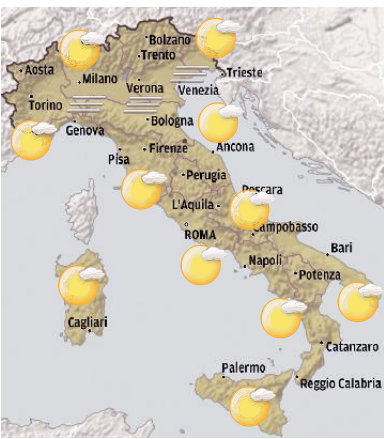 Bolzano
Trento
Aosta
Milano
Trieste
Verona
Venezia
Torino
Genova
Bologna
Pisa
Firenze
Ancona
Perugia
Pescara
L'Aquila
Campobasso
ROMA
Bari
Napoli
Potenza
Cagliari
Catanzaro
Palermo
Reggio Calabria